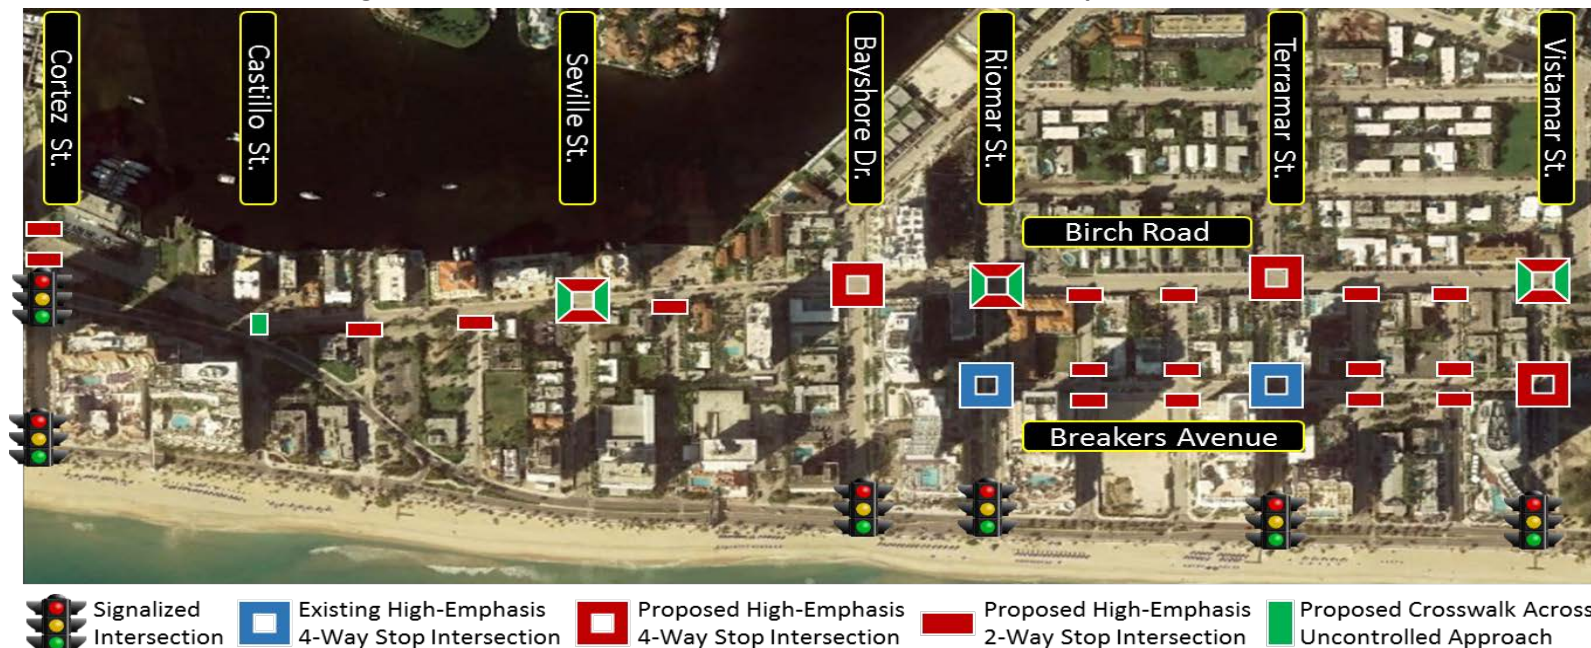 Cortez St.
Castillo St.
Seville St.
Bayshore Dr.
Riomar St.
Terramar St.
Vistamar St.
Birch Road
Breakers Avenue
Signalized
Intersection
Existing High-Emphasis
4-Way Stop Intersection
Proposed High-Emphasis
4-Way Stop Intersection
Proposed High-Emphasis
2-Way Stop Intersection
Proposed Crosswalk Across
Uncontrolled Approach